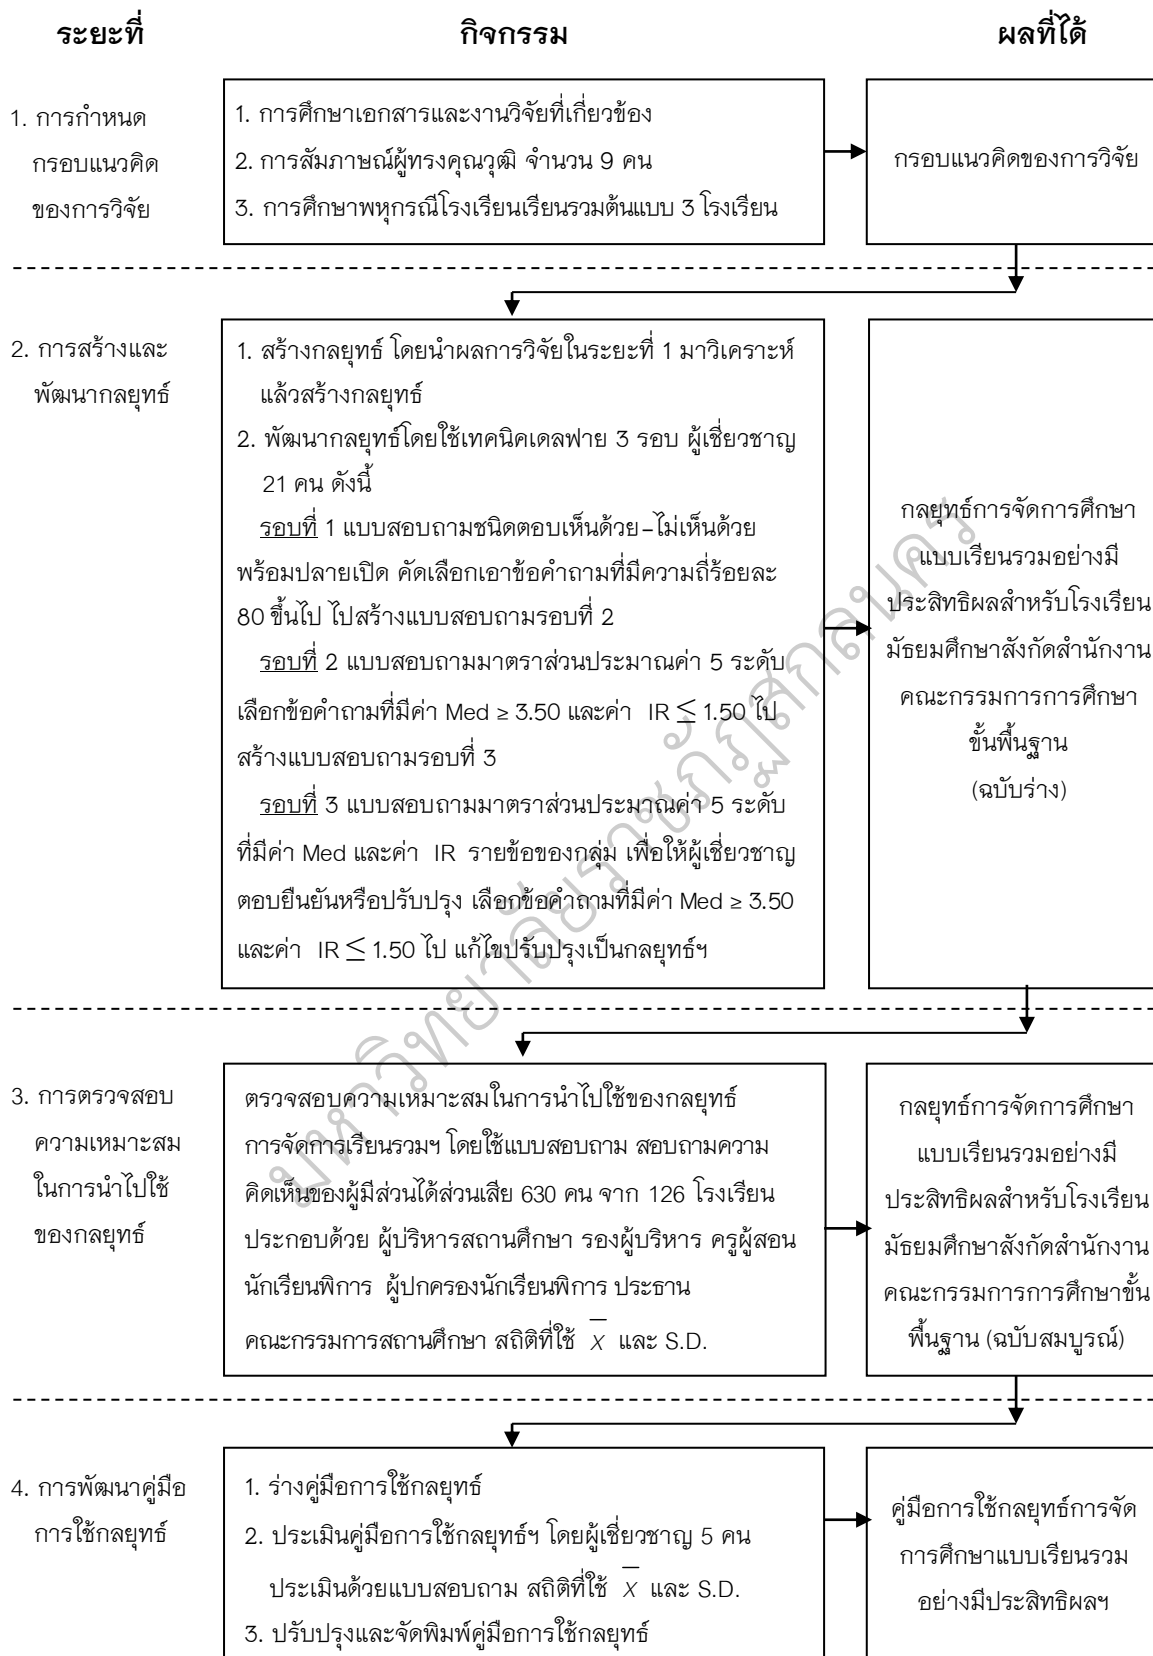 ระยะที่ กิจกรรม ผลที่ได้
1. การกำหนด
กรอบแนวคิด
ของการวิจัย
1. การศึกษาเอกสารและงานวิจัยที่เกี่ยวข้อง
2. การสัมภาษณ์ผู้ทรงคุณวุฒิ จำนวน 9 คน
3. การศึกษาพหุกรณีโรงเรียนเรียนรวมต้นแบบ 3 โรงเรียน
กรอบแนวคิดของการวิจัย
2. การสร้างและ
พัฒนากลยุทธ์
1. สร้างกลยุทธ์ โดยนำผลการวิจัยในระยะที่ 1 มาวิเคราะห์
แล้วสร้างกลยุทธ์
2. พัฒนากลยุทธ์โดยใช้เทคนิคเดลฟาย 3 รอบ ผู้เชี่ยวชาญ
21 คน ดังนี้
รอบที่ 1 แบบสอบถามชนิดตอบเห็นด้วย-ไม่เห็นด้วย
พร้อมปลายเปิด คัดเลือกเอาข้อคำถามที่มีความถี่ร้อยละ
80 ขึ้นไป ไปสร้างแบบสอบถามรอบที่ 2
รอบที่ 2 แบบสอบถามมาตราส่วนประมาณค่า 5 ระดับ
เลือกข้อคำถามที่มีค่า Med ≥ 3.50 และค่า IR ≤ 1.50 ไป
สร้างแบบสอบถามรอบที่ 3
รอบที่ 3 แบบสอบถามมาตราส่วนประมาณค่า 5 ระดับ
ที่มีค่า Med และค่า IR รายข้อของกลุ่ม เพื่อให้ผู้เชี่ยวชาญ
ตอบยืนยันหรือปรับปรุง เลือกข้อคำถามที่มีค่า Med ≥ 3.50
และค่า IR ≤ 1.50 ไป แก้ไขปรับปรุงเป็นกลยุทธ์ฯ
กลยุทธ์การจัดการศึกษา
แบบเรียนรวมอย่างมี
ประสิทธิผลสำหรับโรงเรียน
มัธยมศึกษาสังกัดสำนักงาน
คณะกรรมการการศึกษา
ขั้นพื้นฐาน
(ฉบับร่าง)
3. การตรวจสอบ
ความเหมาะสม
ในการนำไปใช้
ของกลยุทธ์
ตรวจสอบความเหมาะสมในการนำไปใช้ของกลยุทธ์
การจัดการเรียนรวมฯ โดยใช้แบบสอบถาม สอบถามความ
คิดเห็นของผู้มีส่วนได้ส่วนเสีย 630 คน จาก 126 โรงเรียน
ประกอบด้วย ผู้บริหารสถานศึกษา รองผู้บริหาร ครูผู้สอน
นักเรียนพิการ ผู้ปกครองนักเรียนพิการ ประธาน
คณะกรรมการสถานศึกษา สถิติที่ใช้ x̄ และ S.D.
กลยุทธ์การจัดการศึกษา
แบบเรียนรวมอย่างมี
ประสิทธิผลสำหรับโรงเรียน
มัธยมศึกษาสังกัดสำนักงาน
คณะกรรมการการศึกษาขั้น
พื้นฐาน (ฉบับสมบูรณ์)
4. การพัฒนาคู่มือ
การใช้กลยุทธ์
1. ร่างคู่มือการใช้กลยุทธ์
2. ประเมินคู่มือการใช้กลยุทธ์ฯ โดยผู้เชี่ยวชาญ 5 คน
ประเมินด้วยแบบสอบถาม สถิติที่ใช้ x̄ และ S.D.
3. ปรับปรุงและจัดพิมพ์คู่มือการใช้กลยุทธ์
คู่มือการใช้กลยุทธ์การจัด
การศึกษาแบบเรียนรวม
อย่างมีประสิทธิผลฯ
มหาวิทยาลัยราชภัฏสกลนคร